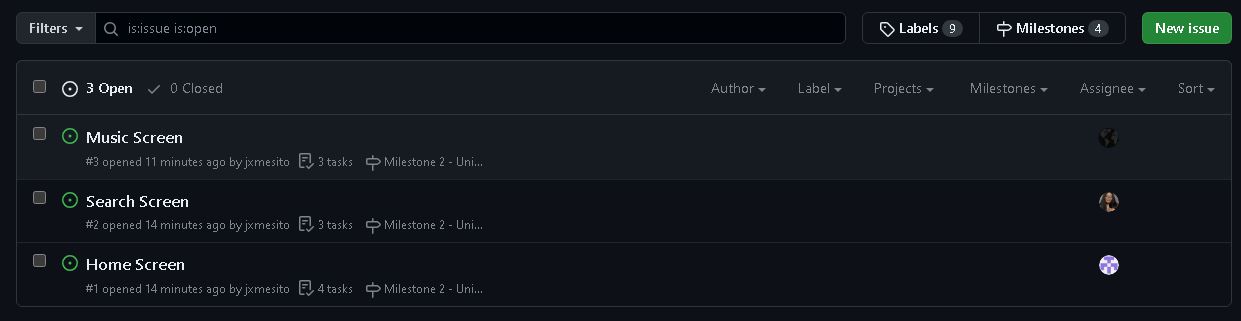 Filters is:issue is:open Labels 9 Milestones 4 New issue
3 Open 0 Closed Author Label Projects Milestones Assignee Sort
Music Screen
#3 opened 11 minutes ago by jxmesito 3 tasks Milestone 2 - Uni...
Search Screen
#2 opened 14 minutes ago by jxmesito 3 tasks Milestone 2 - Uni...
Home Screen
#1 opened 14 minutes ago by jxmesito 4 tasks Milestone 2 - Uni...